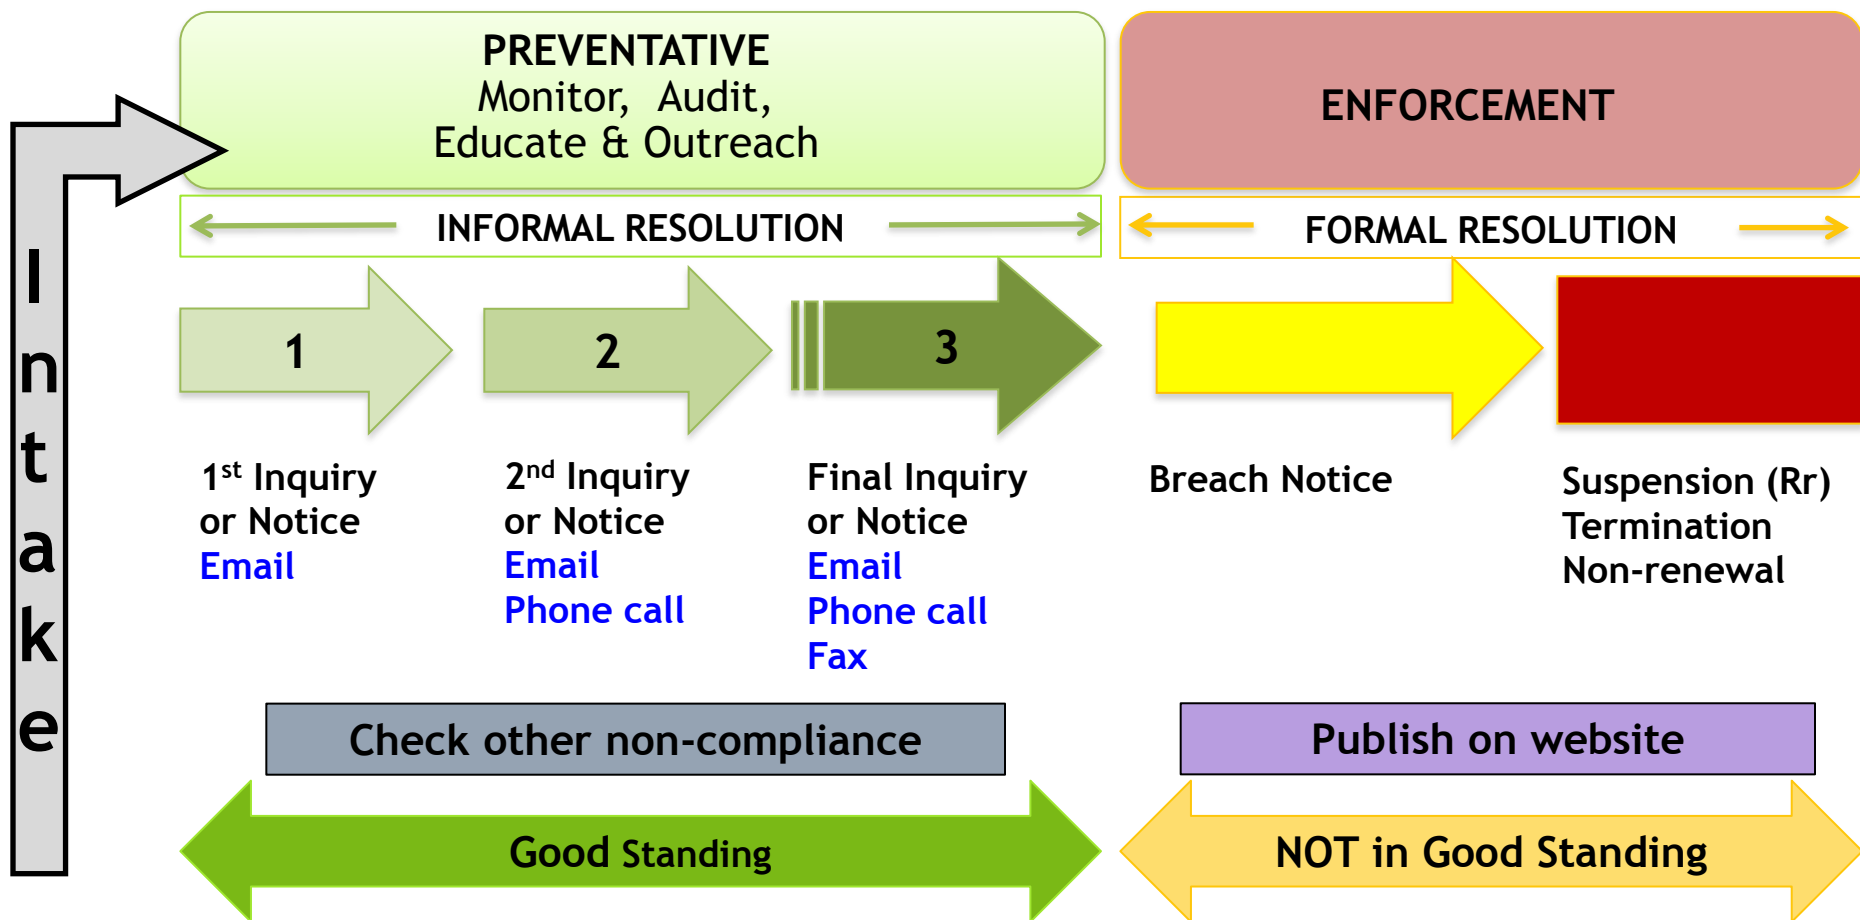 PREVENTATIVE
Monitor, Audit,
Educate & Outreach
ENFORCEMENT
INFORMAL RESOLUTION
FORMAL RESOLUTION
Intake
1
2
3
1st Inquiry
or Notice
Email
2nd Inquiry
or Notice
Email
Phone call
Final Inquiry
or Notice
Email
Phone call
Fax
Breach Notice
Suspension (Rr)
Termination
Non-renewal
Check other non-compliance
Publish on website
Good Standing
NOT in Good Standing